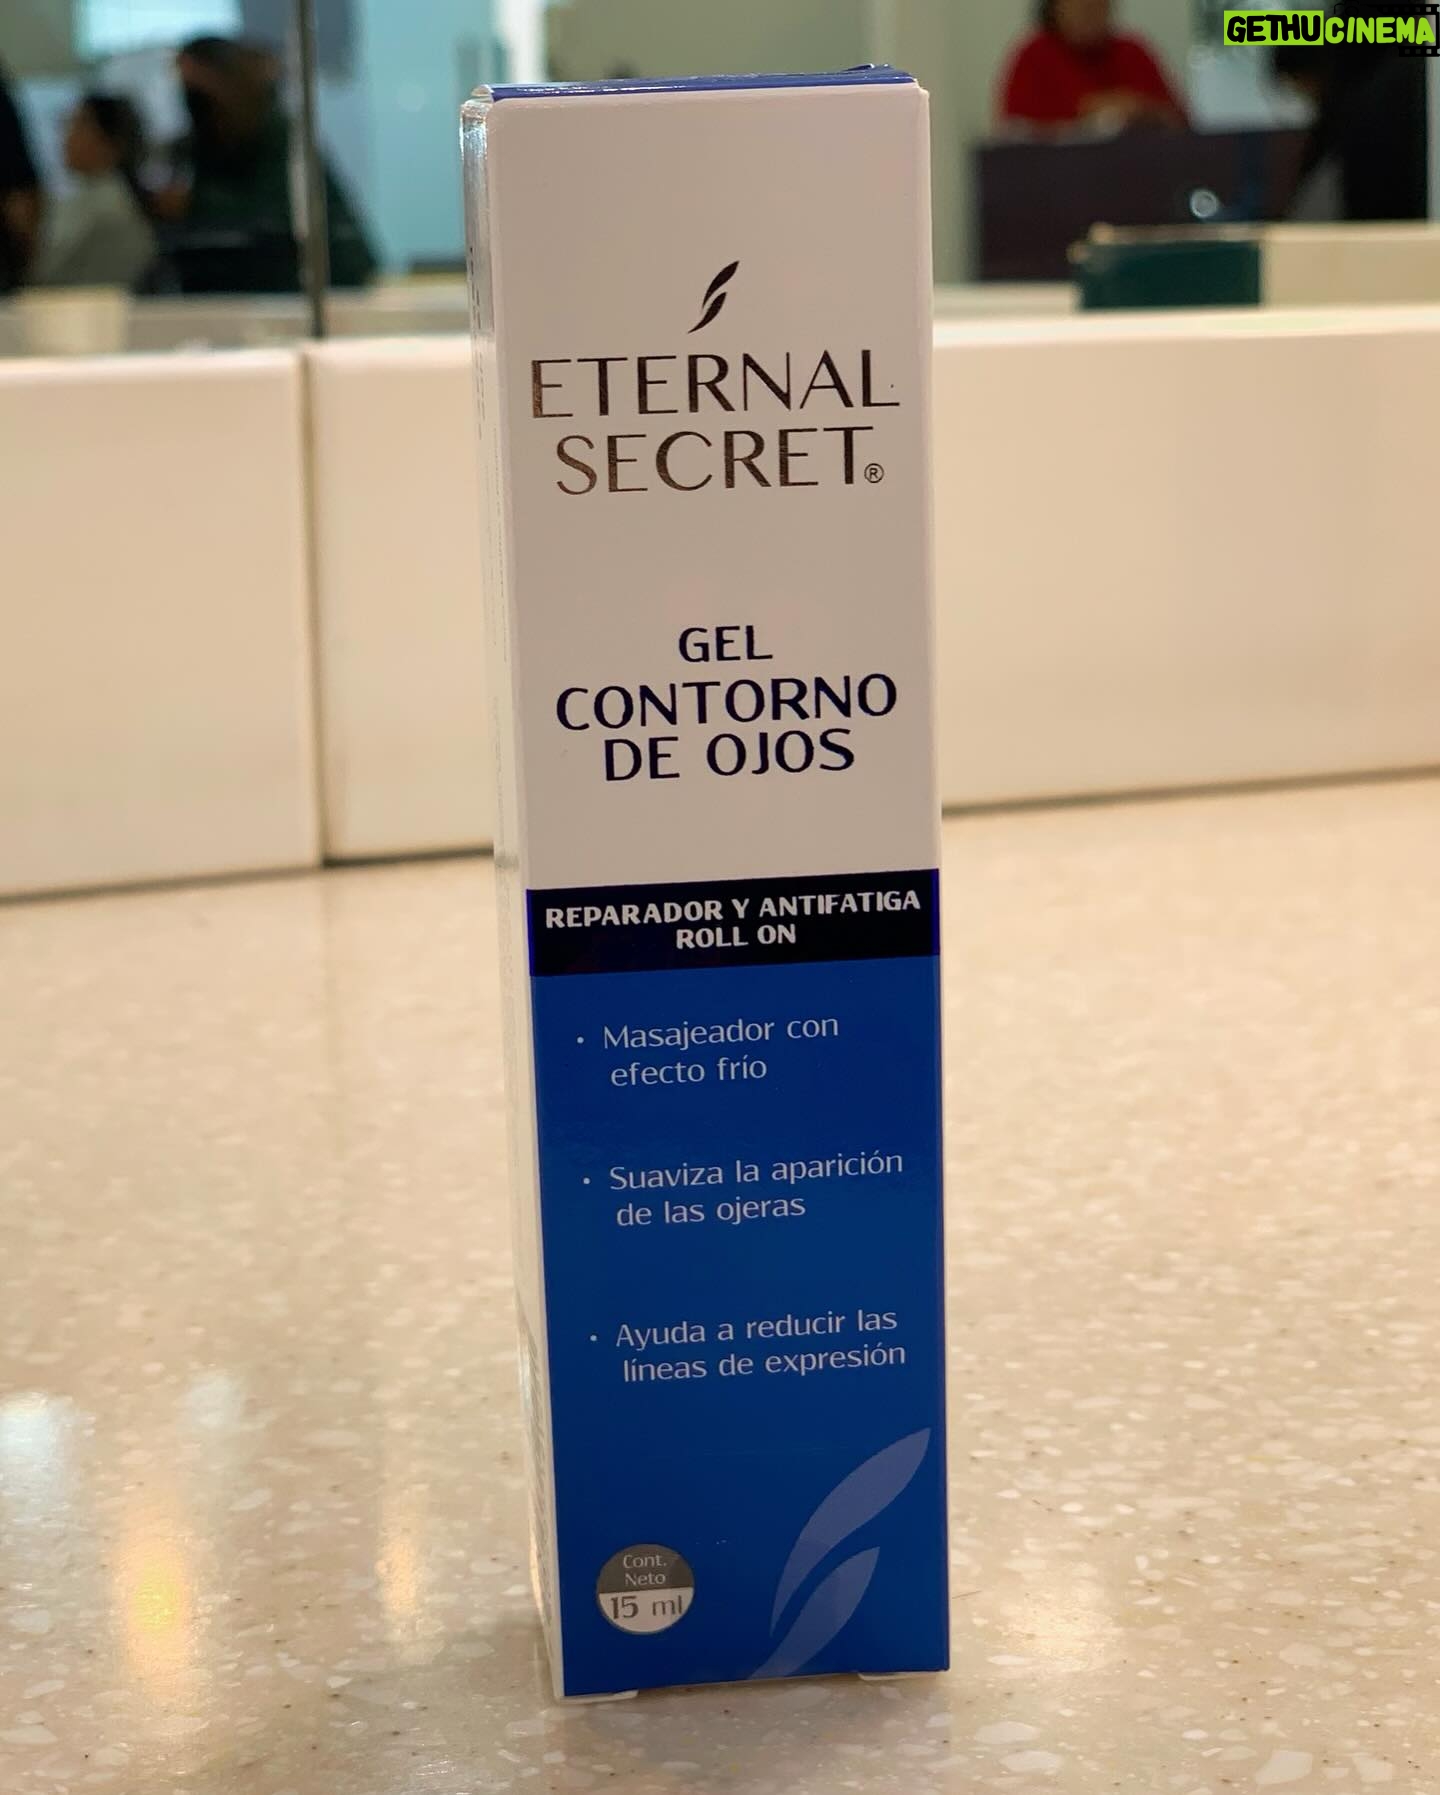 GETHUCINEMA
ETERNAL
SECRET®
GEL
CONTORNO
DE OJOS
REPARADOR Y ANTIFATIGA
ROLL ON
· Masajeador con
efecto frío
· Suaviza la aparición
de las ojeras
· Ayuda a reducir las
líneas de expresión
Cont.
Neto
15 ml